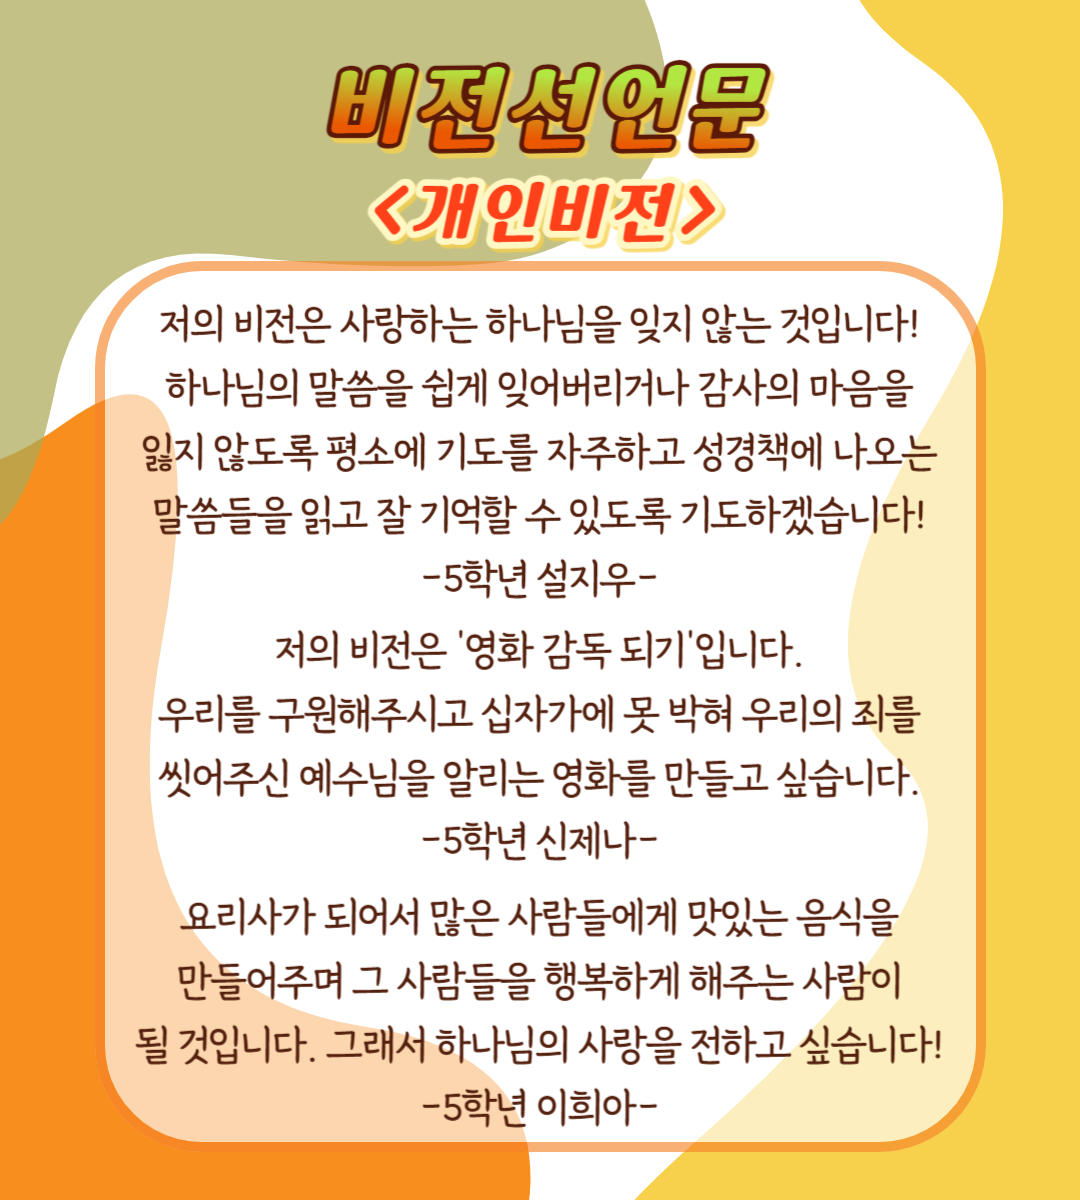 비전선언문
<개인비전>
저의 비전은 사랑하는 하나님을 잊지 않는 것입니다!
하나님의 말씀을 쉽게 잊어버리거나 감사의 마음을
잃지 않도록 평소에 기도를 자주하고 성경책에 나오는
말씀들을 읽고 잘 기억할 수 있도록 기도하겠습니다!
-5학년 설지우-
저의 비전은 '영화 감독 되기'입니다.
우리를 구원해주시고 십자가에 못 박혀 우리의 죄를
씻어주신 예수님을 알리는 영화를 만들고 싶습니다.
-5학년 신제나-
요리사가 되어서 많은 사람들에게 맛있는 음식을
만들어주며 그 사람들을 행복하게 해주는 사람이
될 것입니다. 그래서 하나님의 사랑을 전하고 싶습니다!
-5학년 이희아-